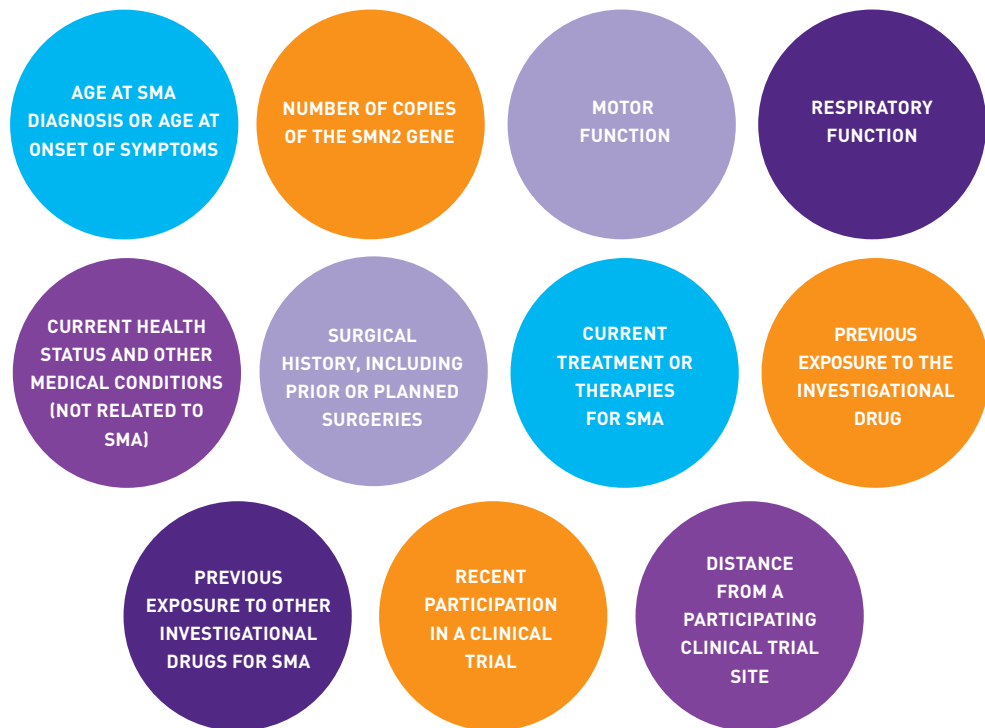 AGE AT SMA
DIAGNOSIS OR AGE AT
ONSET OF SYMPTOMS
NUMBER OF COPIES
OF THE SMN2 GENE
MOTOR
FUNCTION
RESPIRATORY
FUNCTION
CURRENT HEALTH
STATUS AND OTHER
MEDICAL CONDITIONS
(NOT RELATED TO
SMA)
SURGICAL
HISTORY, INCLUDING
PRIOR OR PLANNED
SURGERIES
CURRENT
TREATMENT OR
THERAPIES
FOR SMA
PREVIOUS
EXPOSURE TO THE
INVESTIGATIONAL
DRUG
PREVIOUS
EXPOSURE TO OTHER
INVESTIGATIONAL
DRUGS FOR SMA
RECENT
PARTICIPATION
IN A CLINICAL
TRIAL
DISTANCE
FROM A
PARTICIPATING
CLINICAL TRIAL
SITE